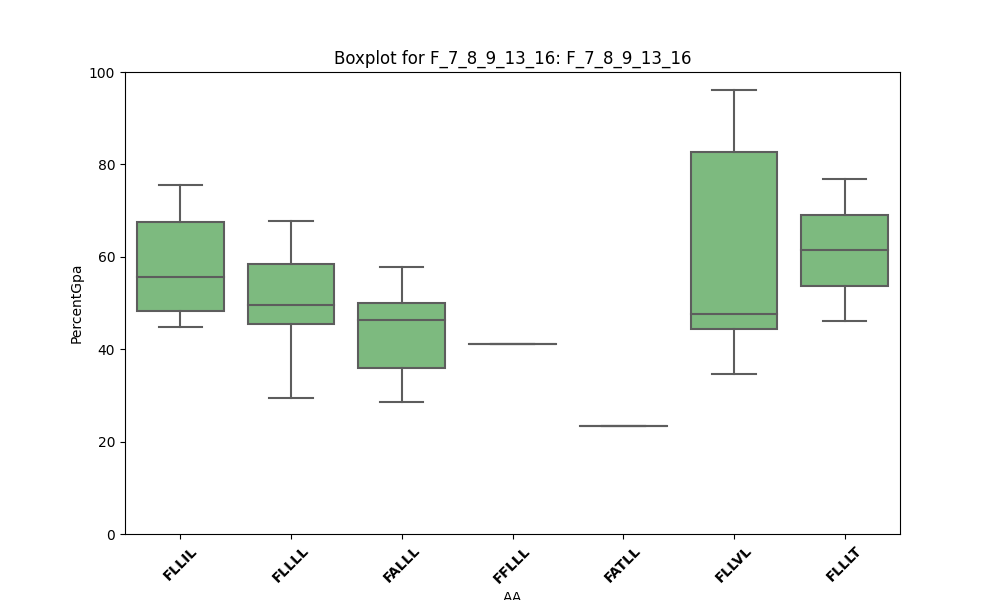 Boxplot for F_7_8_9_13_16: F_7_8_9_13_16
100
80
60
40
20
0
PercentGpa
FLLIL
FLLLL
FALLL
FFLLL
FATLL
FLLVL
FLLLT
AA